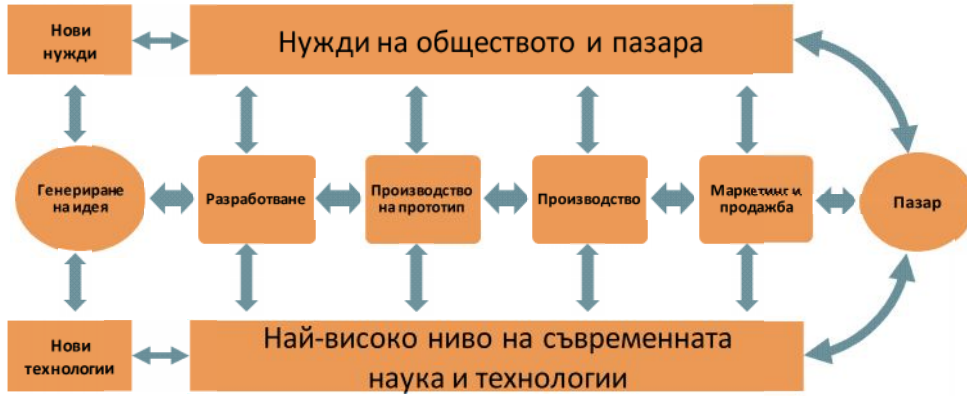 Нови
нужди
Нужди на обществото и пазара
Генериране
на идея
Разработване
Производство
на прототип
Производство
Маркетинг и
продажба
Пазар
Нови
технологии
Най-високо ниво на съвременната
наука и технологии